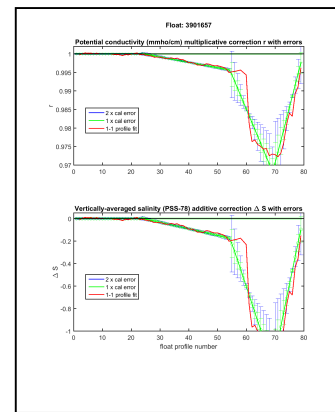 Float: 3901657
Potential conductivity (mmho/cm) multiplicative correction r with errors
1
0.995
0.99
0.985
0.98
0.975
0.97
r
2 x cal error
1 x cal error
1-1 profile fit
0 10 20 30 40 50 60 70 80
Vertically-averaged salinity (PSS-78) additive correction Δ S with errors
0
-0.2
-0.4
-0.6
-0.8
-1
Δ S
2 x cal error
1 x cal error
1-1 profile fit
0 10 20 30 40 50 60 70 80
float profile number